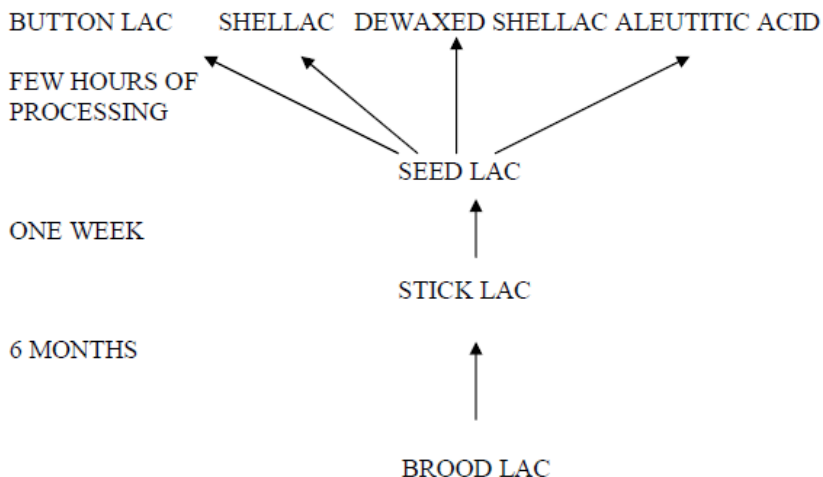 BUTTON LAC SHELLAC DEWAXED SHELLAC ALEUTITIC ACID
FEW HOURS OF
PROCESSING
SEED LAC
ONE WEEK
STICK LAC
6 MONTHS
BROOD LAC